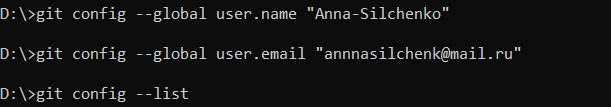 D:\>git config --global user.name "Anna-Silchenko"
D:\>git config --global user.email "annnasilchenk@mail.ru"
D:\>git config --list